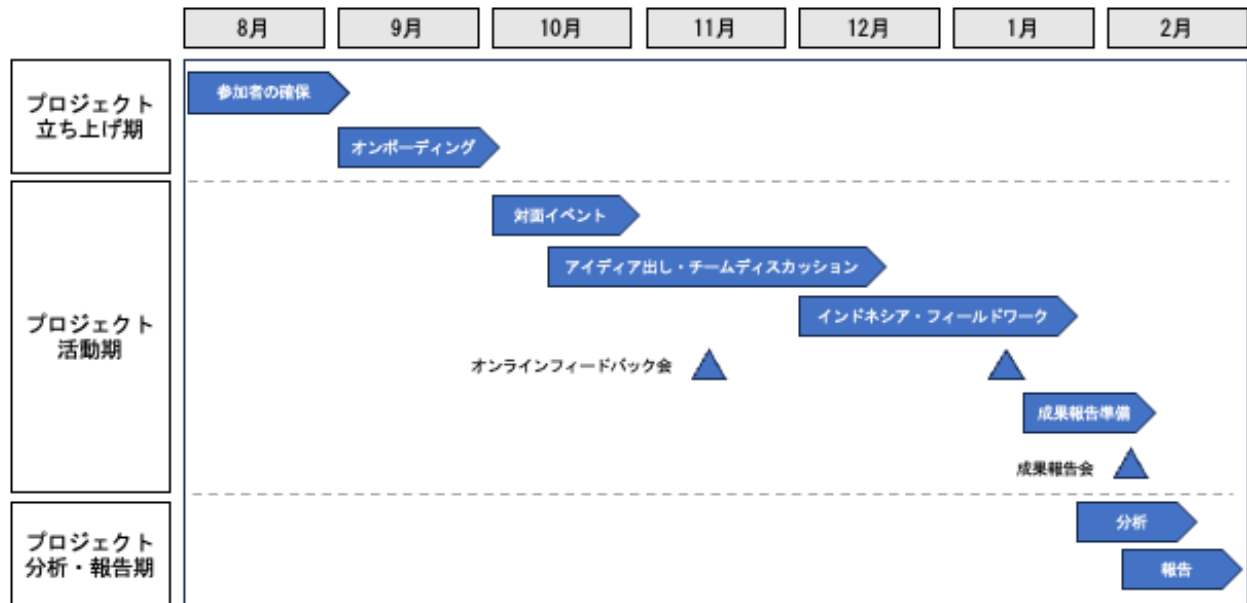 8月
9月
10月
11月
12月
1月
2月
プロジェクト
立ち上げ期
参加者の確保
オンボーディング
プロジェクト
活動期
対面イベント
アイディア出し・チームディスカッション
インドネシア・フィールドワーク
オンラインフィードバック会
成果報告準備
成果報告会
プロジェクト
分析・報告期
分析
報告